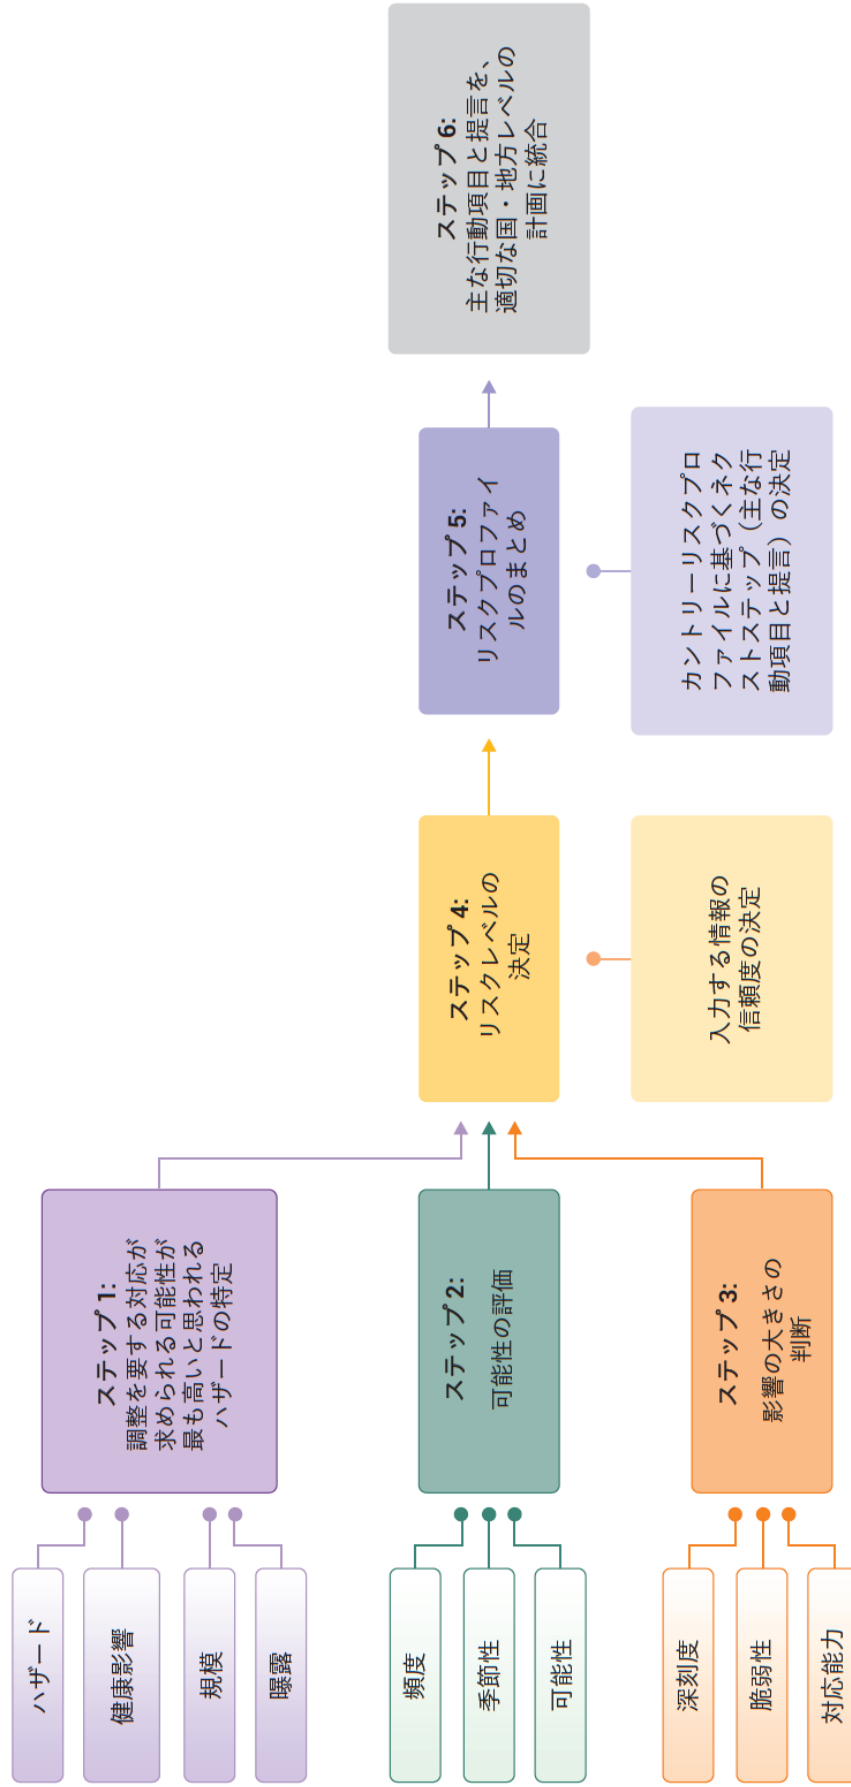 ハザード
健康影響
規模
曝露
ステップ 1:
調整を要する対応が
求められる可能性が
最も高いと思われる
ハザードの特定
頻度
季節性
可能性
ステップ 2:
可能性の評価
深刻度
脆弱性
対応能力
ステップ 3:
影響の大きさの
判断
ステップ 4:
リスクレベルの
決定
入力する情報の
信頼度の決定
ステップ 5:
リスクプロファイ
ルのまとめ
カントリーリスクプロ
ファイルに基づくネク
ストステップ（主な行
動項目と提言）の決定
ステップ 6:
主な行動項目と提言を、
適切な国・地方レベルの
計画に統合